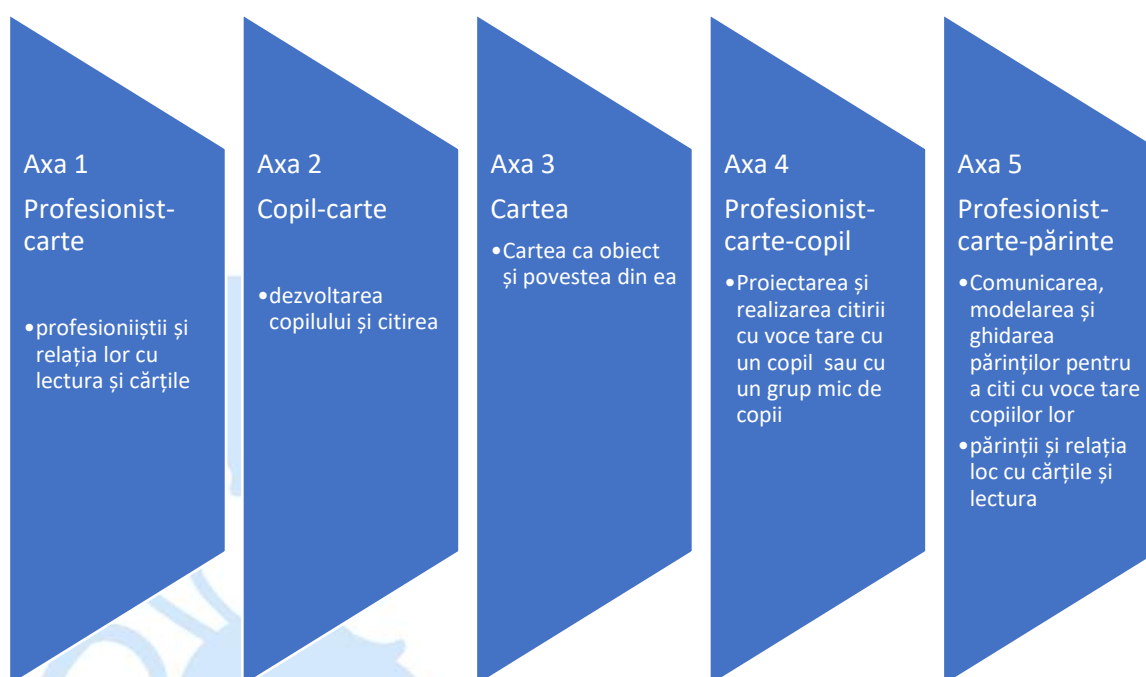 Axa 1
Profesionist-
carte
•profesioniiștii și
relația lor cu
lectura și cărțile
Axa 2
Copil-carte
•dezvoltarea
copilului și citirea
Axa 3
Cartea
•Cartea ca obiect
și povestea din ea
Axa 4
Profesionist-
carte-copil
•Proiectarea și
realizarea citirii
cu voce tare cu
un copil sau cu
un grup mic de
copii
Axa 5
Profesionist-
carte-părinte
•Comunicarea,
modelarea și
ghidarea
părinților pentru
a citi cu voce tare
copiilor lor
•părinții și relația
loc cu cărțile și
lectura